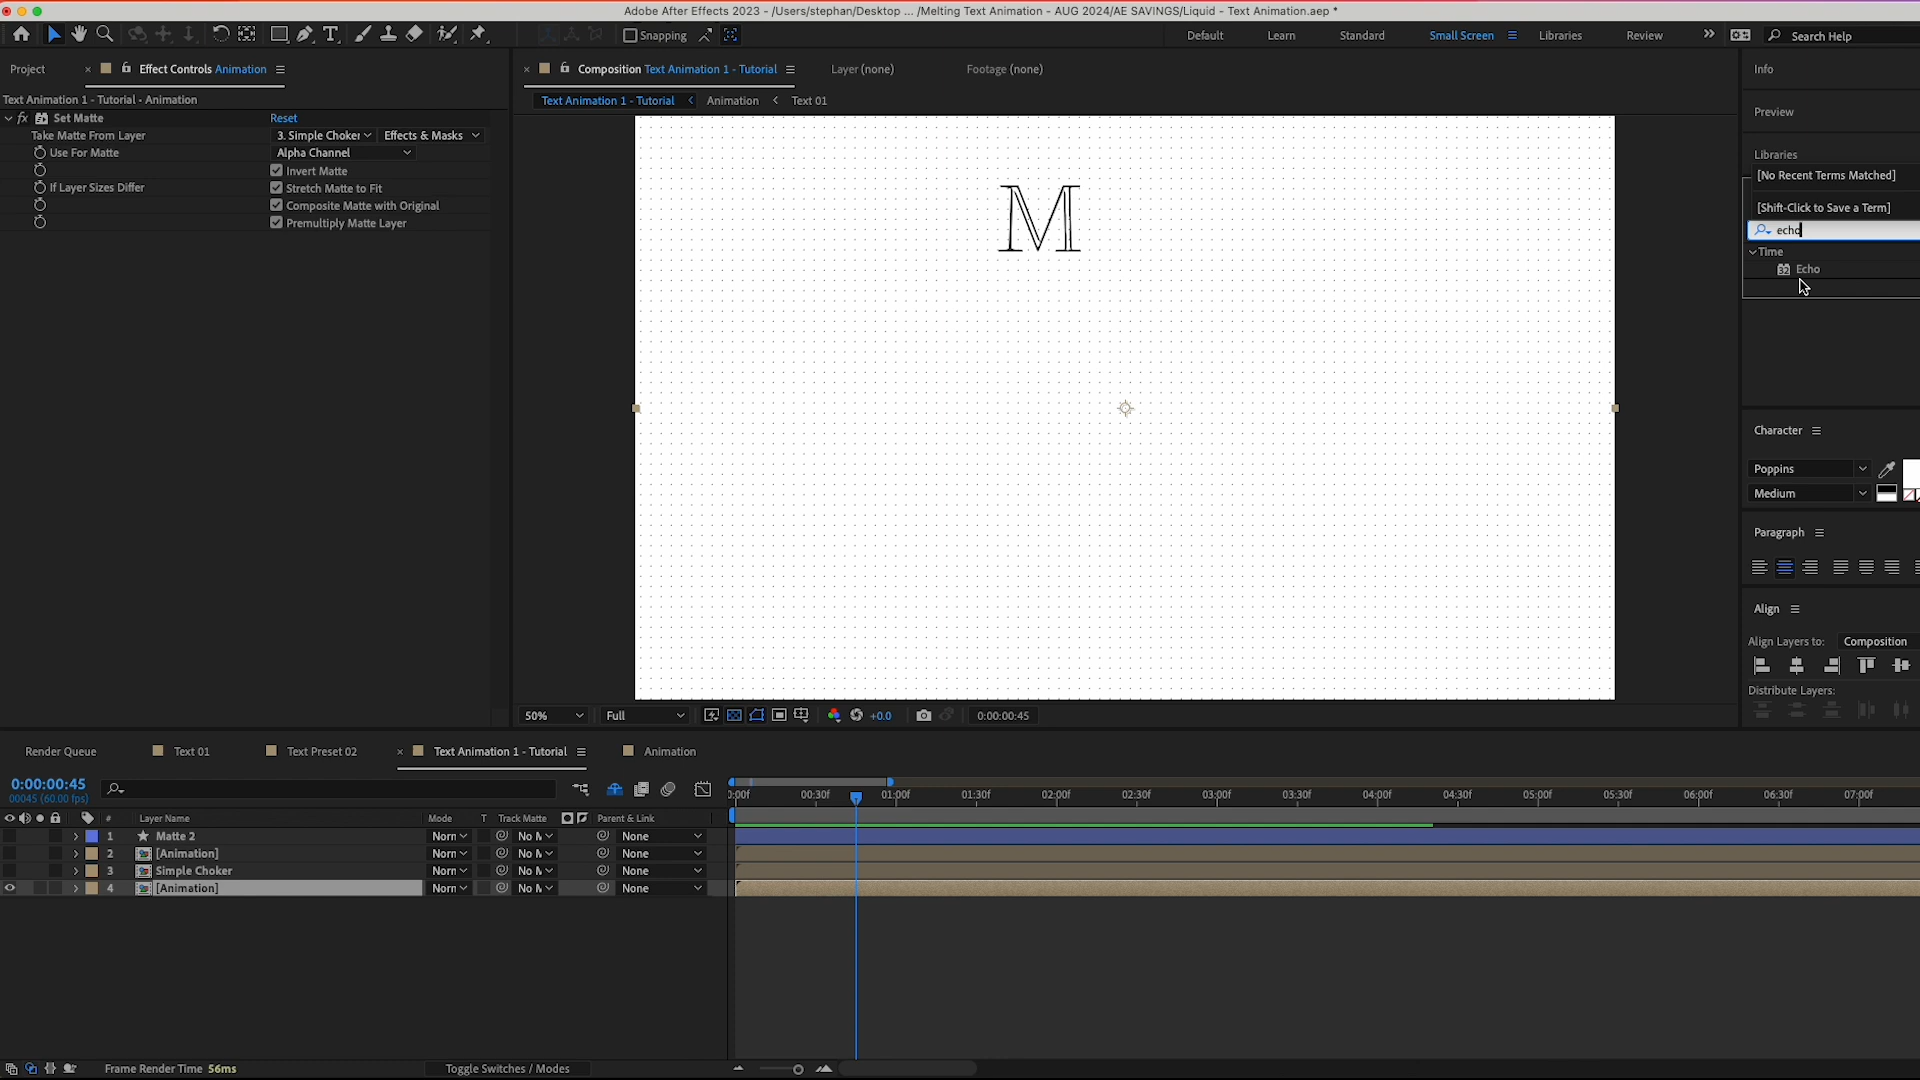 Adobe After Effects 2023 - /Users/stephan/Desktop ... /Melting Text Animation - AUG 2024/AE SAVINGS/Liquid - Text Animation.aep *
Snapping
Default
Learn
Standard
Small Screen
Libraries
Review
Search Help
Project
Effect Controls Animation
Composition Text Animation 1 - Tutorial
Layer (none)
Footage (none)
Info
Text Animation 1 - Tutorial • Animation
Text Animation 1 - Tutorial
Animation
Text 01
Preview
fx Set Matte
Reset
Take Matte From Layer
3. Simple Choker
Effects & Masks
Use For Matte
Alpha Channel
Invert Matte
If Layer Sizes Differ
Stretch Matte to Fit
Composite Matte with Original
Premultiply Matte Layer
M
Libraries
[No Recent Terms Matched]
[Shift-Click to Save a Term]
echo
Time
32 Echo
Character
Poppins
Medium
Paragraph
Align
Align Layers to:
Composition
Distribute Layers:
50%
Full
+0.0
0:00:00:45
Render Queue
Text 01
Text Preset 02
Text Animation 1 - Tutorial
Animation
0:00:00:45
00045 (60.00 fps)
:00f
00:30f
01:00f
01:30f
02:00f
02:30f
03:00f
03:30f
04:00f
04:30f
05:00f
05:30f
06:00f
06:30f
07:00f
#
Layer Name
Mode
T
Track Matte
Parent & Link
1 Matte 2 Norm No M None
2 [Animation] Norm No M None
3 Simple Choker Norm No M None
4 [Animation] Norm No M None
Frame Render Time 56ms
Toggle Switches / Modes